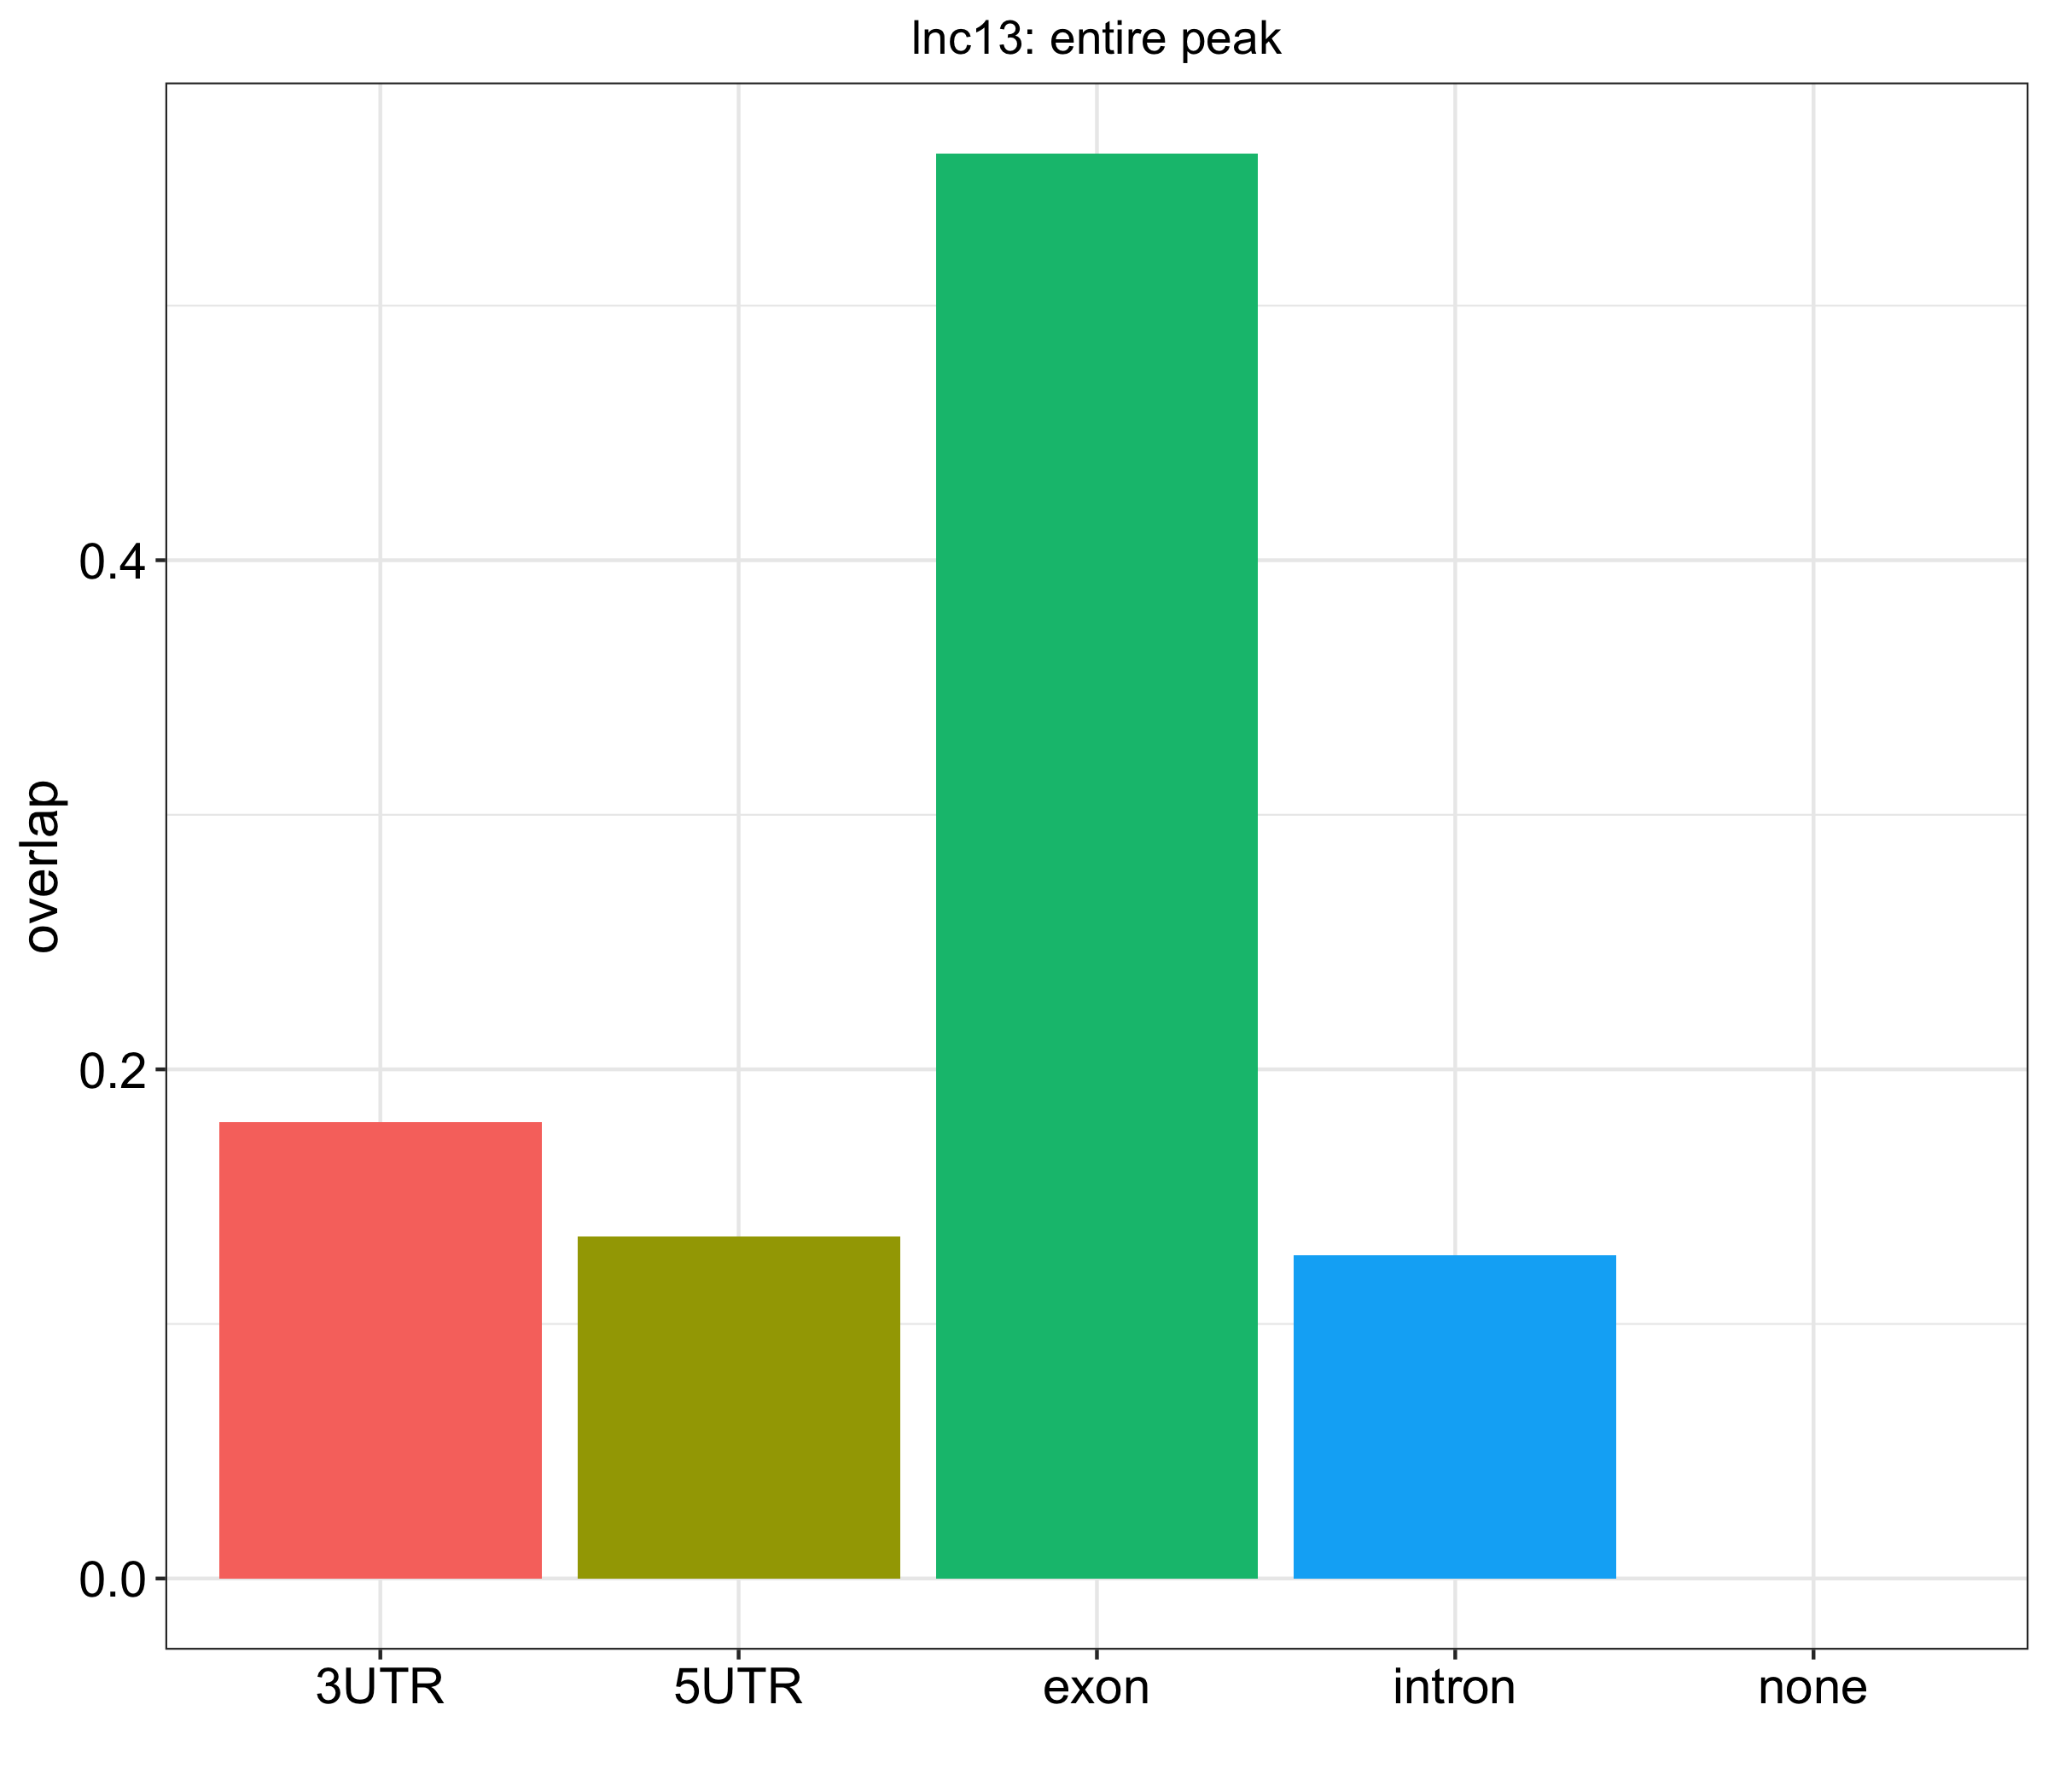 lnc13: entire peak
overlap
0.4
0.2
0.0
3UTR 5UTR exon intron none